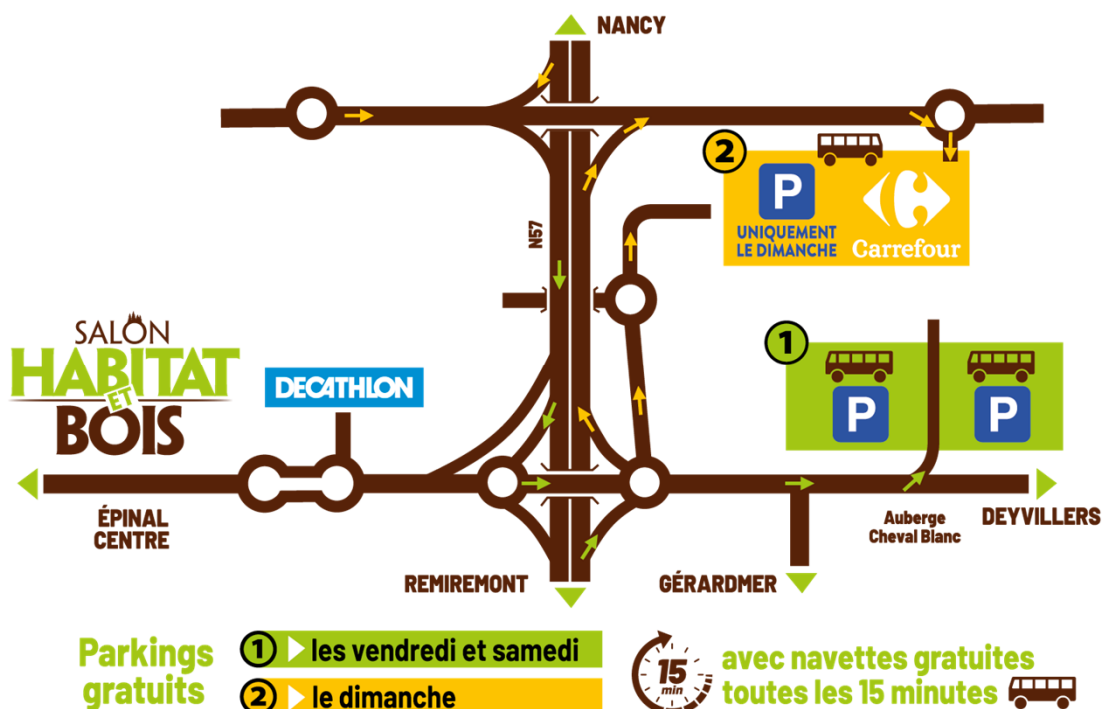 NANCY
2
P
UNIQUEMENT
LE DIMANCHE
Carrefour
N57
SALON
HABITAT
ET
BOIS
DECATHLON
1
P
P
ÉPINAL
CENTRE
Auberge
Cheval Blanc
DEYVILLERS
REMIREMONT
GÉRARDMER
Parkings
gratuits
1 les vendredi et samedi
2 le dimanche
15
min
avec navettes gratuites
toutes les 15 minutes